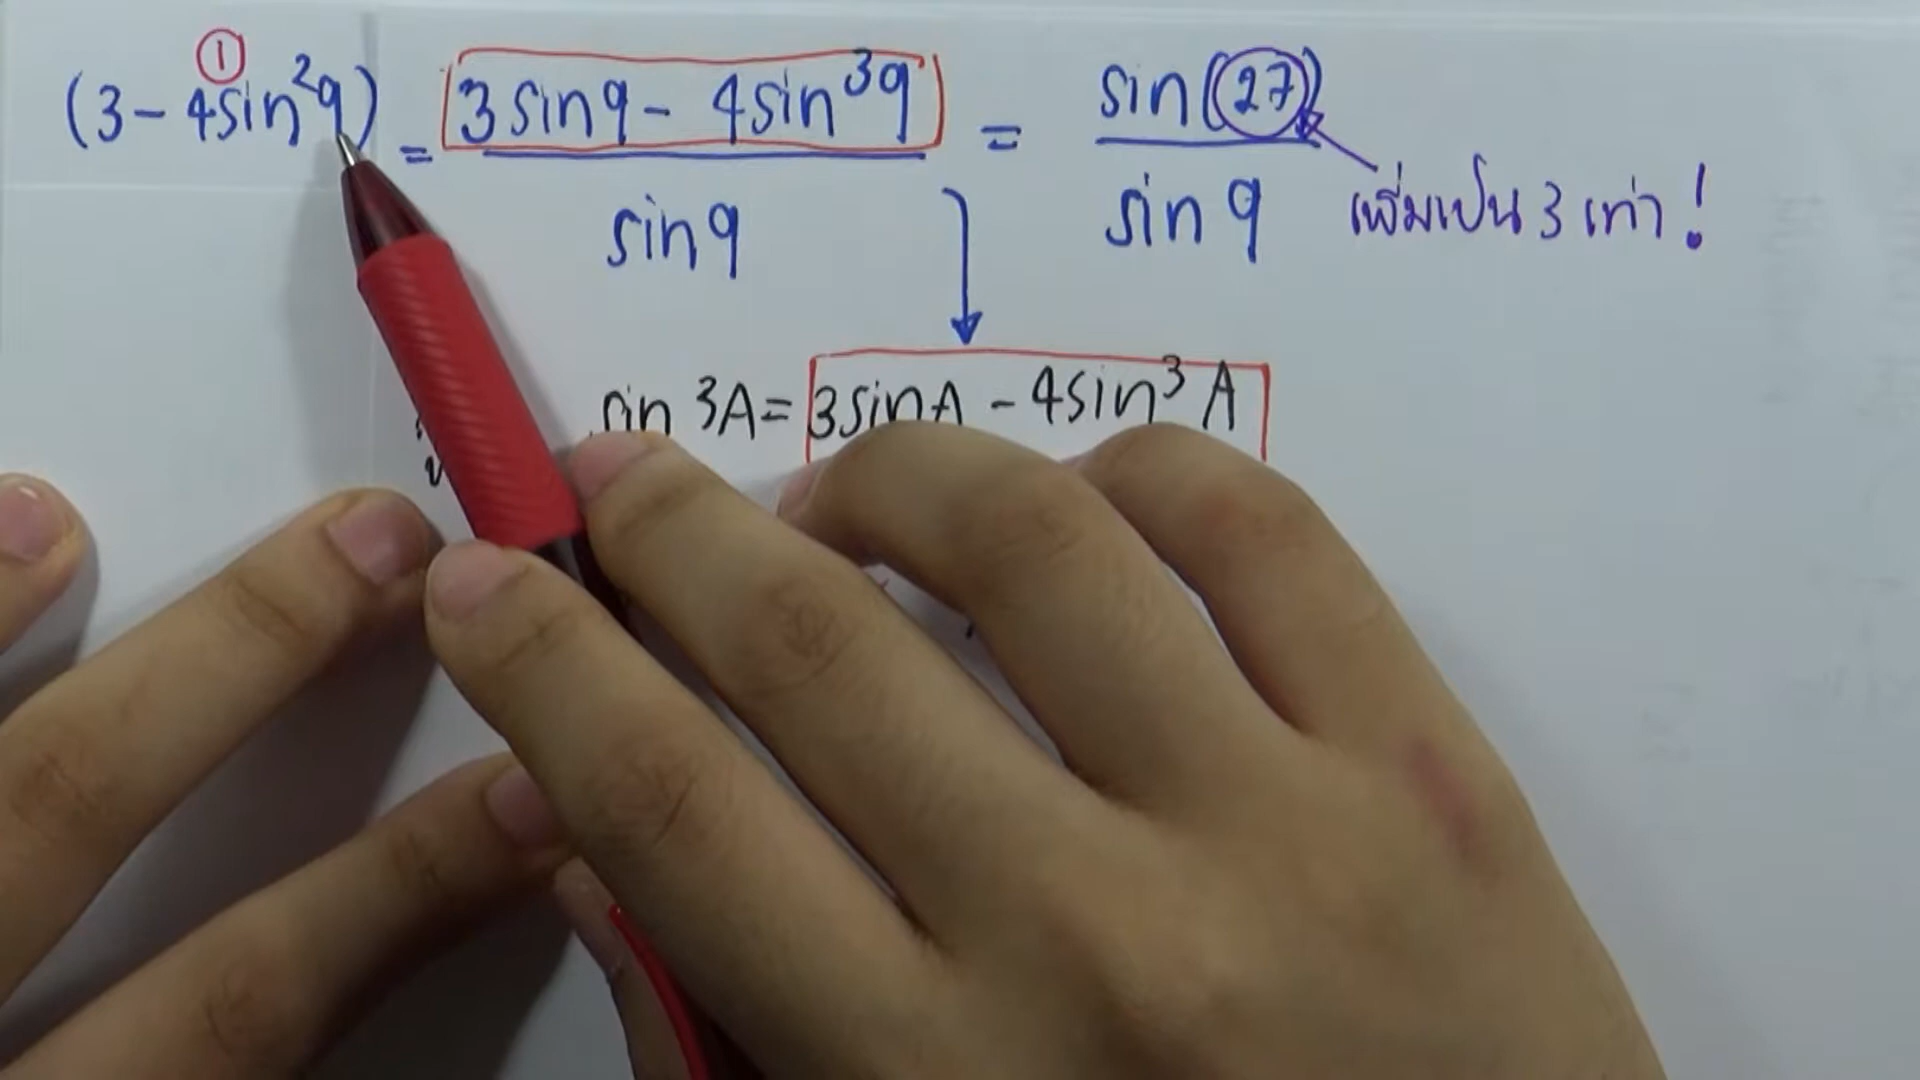 ①
(3 - 4sin²9) = 3sin9 - 4sin³9 / sin9 = sin(27) / sin9
เพิ่มเป็น 3 เท่า!
sin 3A = 3sinA - 4sin³A